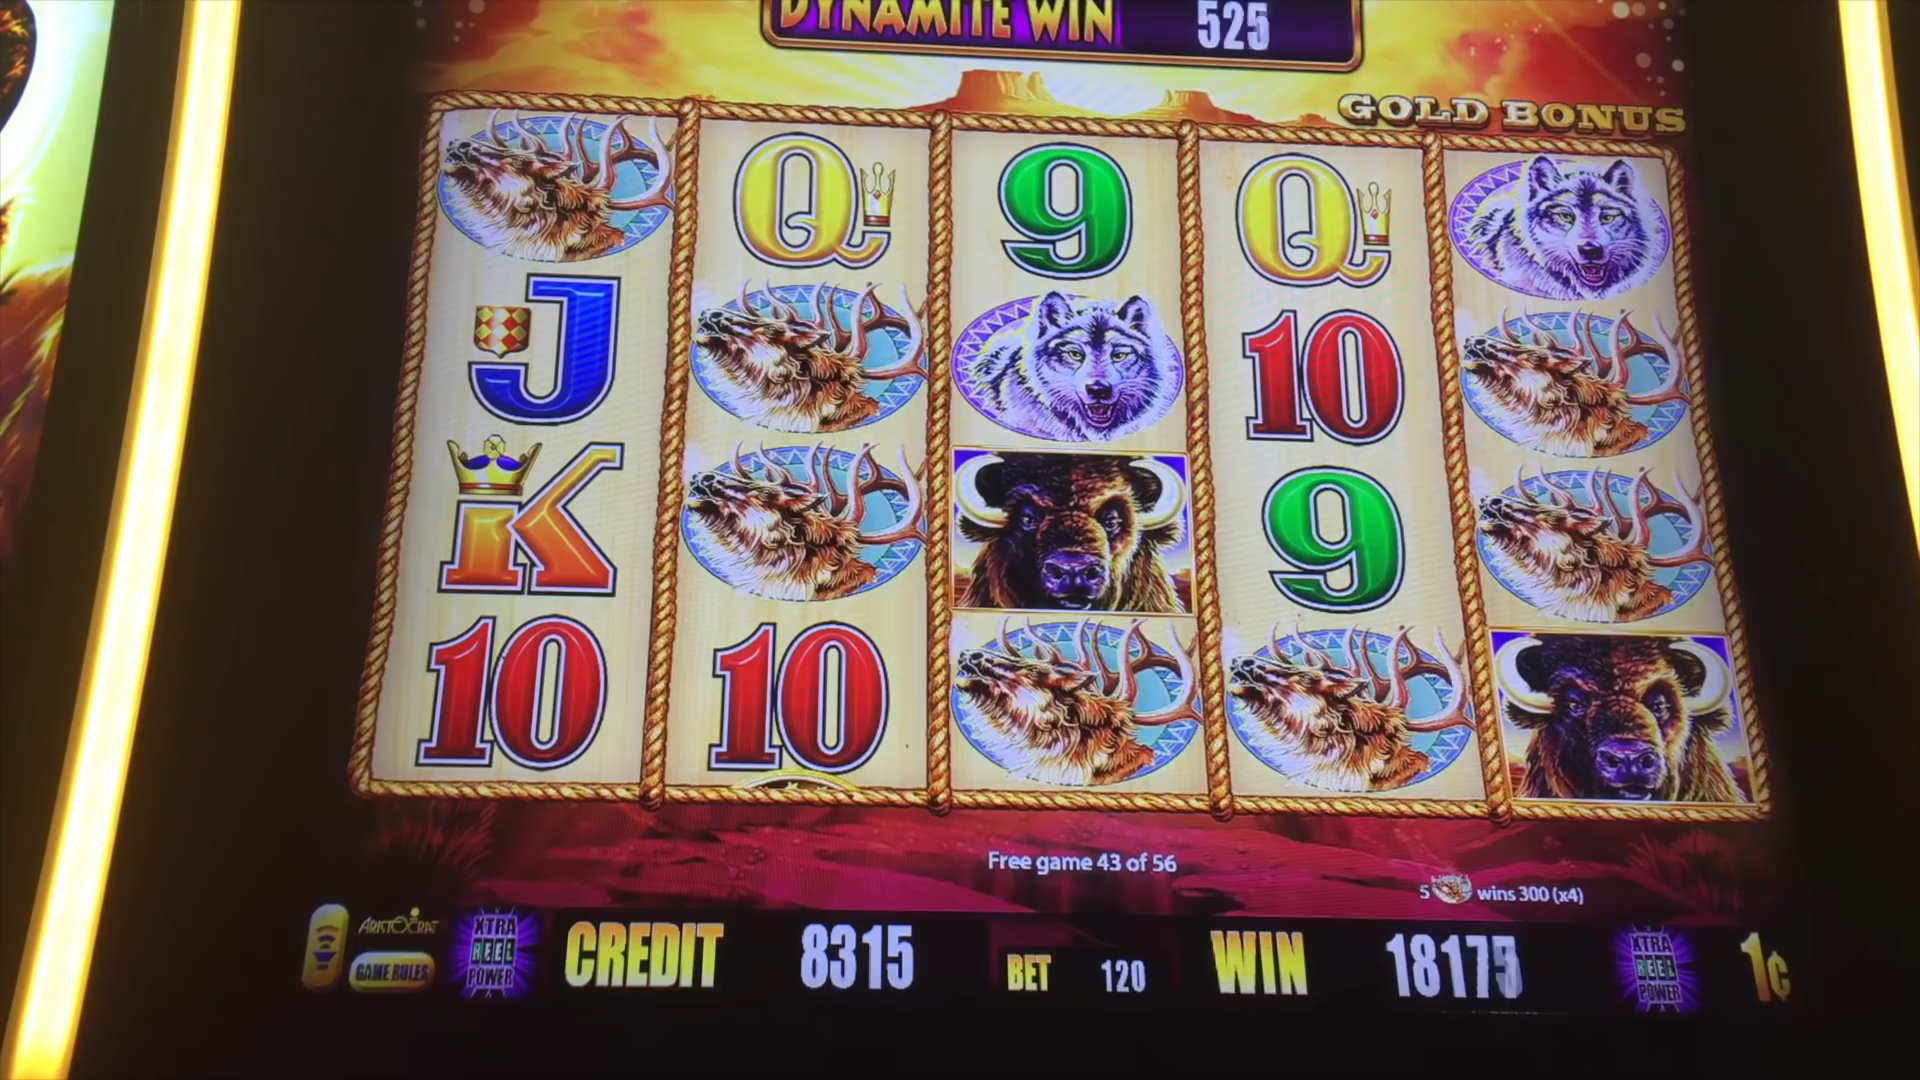 DYNAMITE WIN 525
GOLD BONUS
Q 9 Q
J 10
K 9
10 10
Free game 43 of 56
5 wins 300 (x4)
ARISTOCRAT
GAME RULES
XTRA
REEL
POWER
CREDIT 8315 BET 120 WIN 18175
XTRA
REEL
POWER
1¢